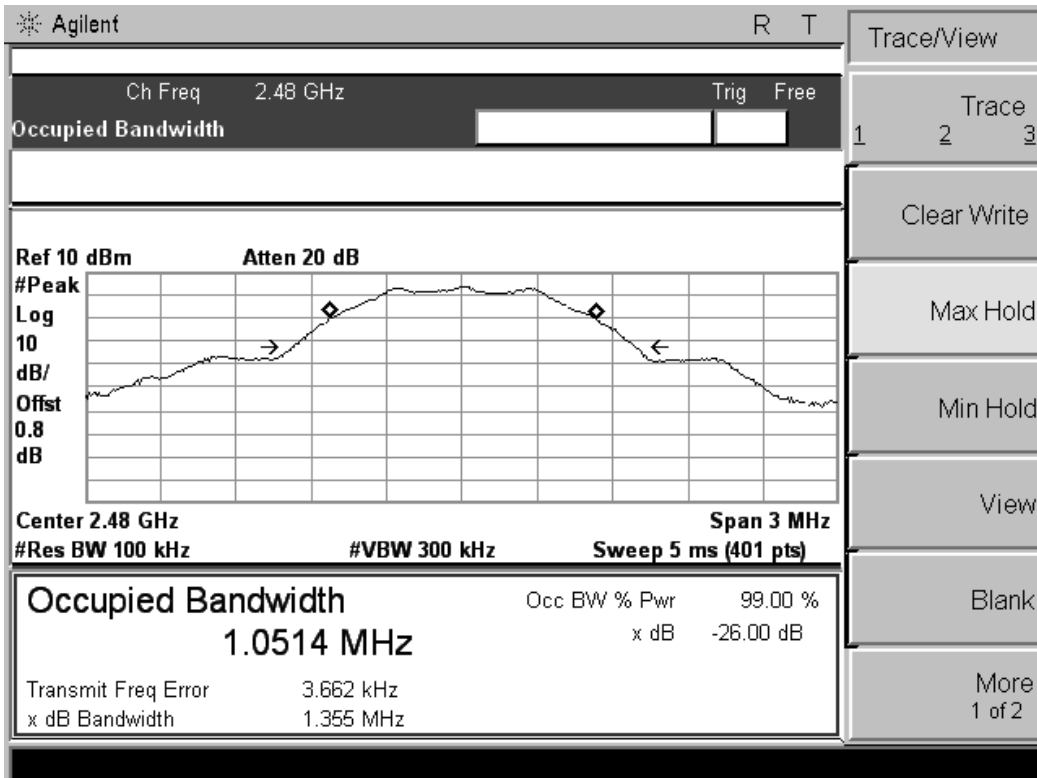 Agilent R T
Ch Freq 2.48 GHz Trig Free
Occupied Bandwidth
Ref 10 dBm Atten 20 dB
#Peak
Log
10
dB/
Offst
0.8
dB
Center 2.48 GHz Span 3 MHz
#Res BW 100 kHz #VBW 300 kHz Sweep 5 ms (401 pts)
Occupied Bandwidth Occ BW % Pwr 99.00 %
1.0514 MHz x dB -26.00 dB
Transmit Freq Error 3.662 kHz
x dB Bandwidth 1.355 MHz
Trace/View
Trace
1 2 3
Clear Write
Max Hold
Min Hold
View
Blank
More
1 of 2